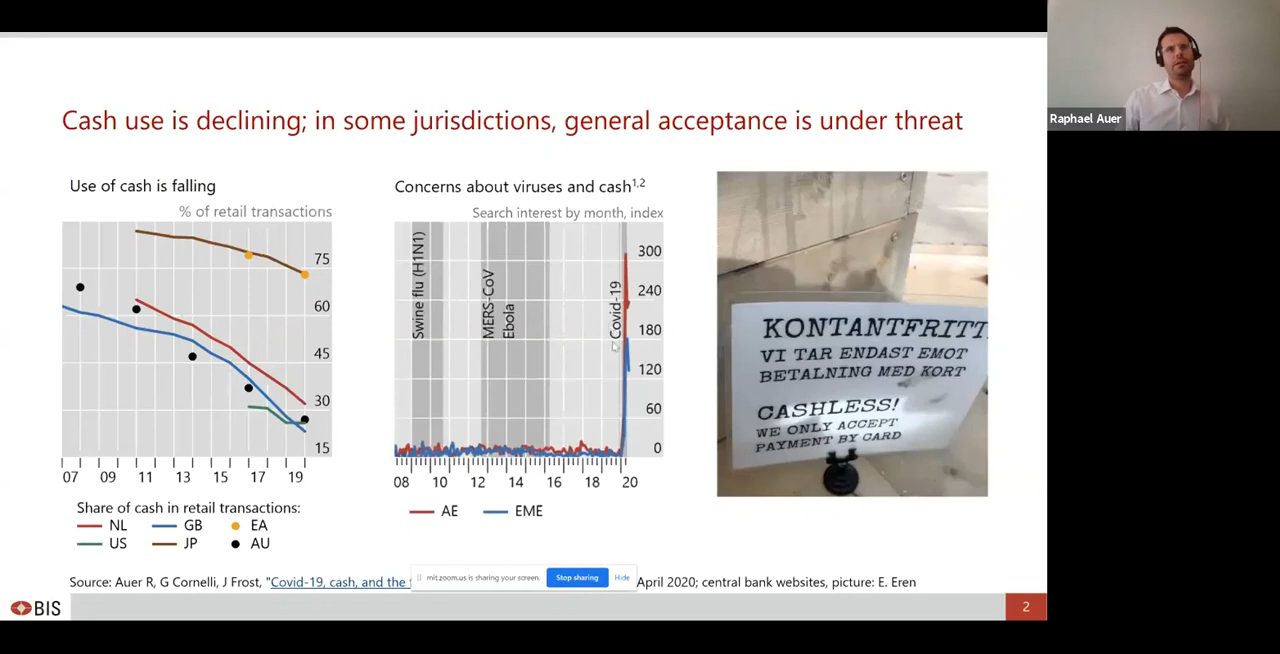 Raphael Auer
Cash use is declining; in some jurisdictions, general acceptance is under threat
Use of cash is falling
% of retail transactions
75
60
45
30
15
07 09 11 13 15 17 19
Share of cash in retail transactions:
NL GB EA
US JP AU
Concerns about viruses and cash1,2
Search interest by month, index
Swine flu (H1N1)
MERS-CoV
Ebola
Covid-19
300
240
180
120
60
0
08 10 12 14 16 18 20
AE EME
KONTANTFRITT
VI TAR ENDAST EMOT
BETALNING MED KORT
CASHLESS!
WE ONLY ACCEPT
PAYMENT BY CARD
Source: Auer R, G Cornelli, J Frost, "Covid-19, cash, and the April 2020; central bank websites, picture: E. Eren
mit.zoom.us is sharing your screen. Stop sharing Hide
BIS
2